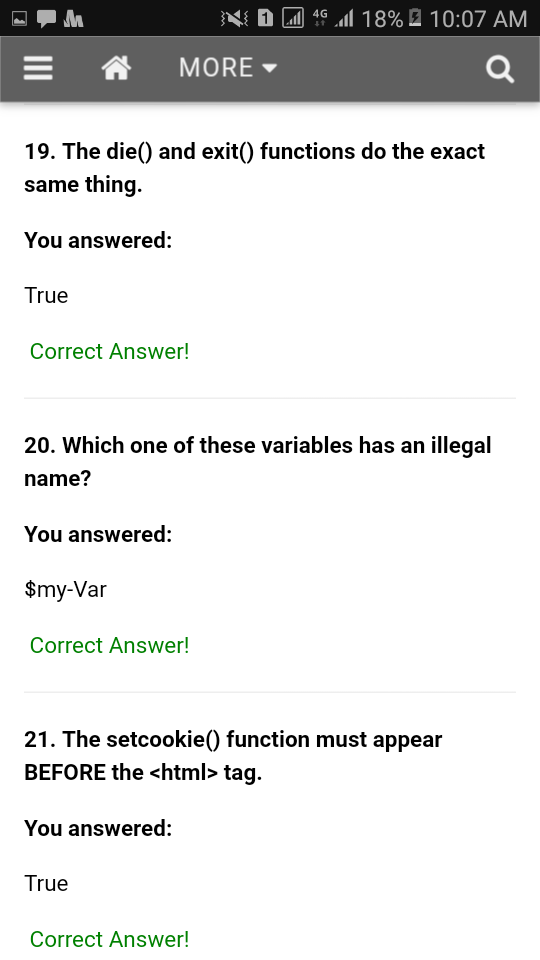 1 4G 18% 10:07 AM
MORE
19. The die() and exit() functions do the exact
same thing.
You answered:
True
Correct Answer!
20. Which one of these variables has an illegal
name?
You answered:
$my-Var
Correct Answer!
21. The setcookie() function must appear
BEFORE the <html> tag.
You answered:
True
Correct Answer!